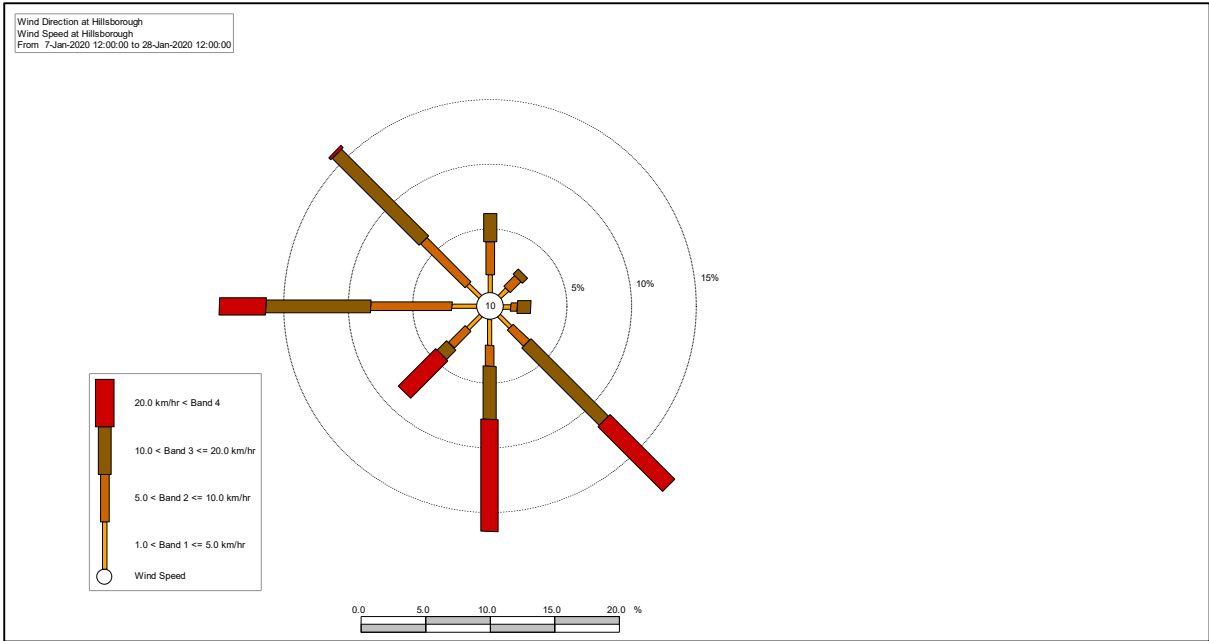 Wind Direction at Hillsborough
Wind Speed at Hillsborough
From 7-Jan-2020 12:00:00 to 28-Jan-2020 12:00:00
15%
10%
5%
10
20.0 km/hr < Band 4
10.0 < Band 3 <= 20.0 km/hr
5.0 < Band 2 <= 10.0 km/hr
1.0 < Band 1 <= 5.0 km/hr
Wind Speed
0.0 5.0 10.0 15.0 20.0 %